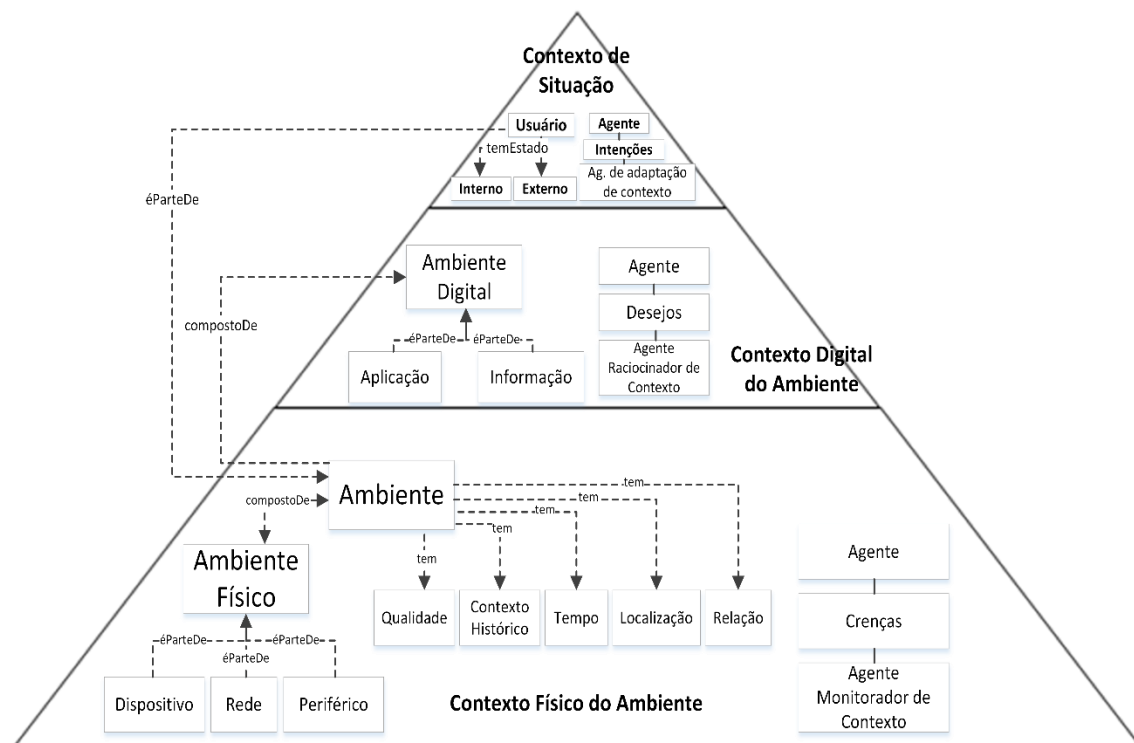 Contexto de
Situação
Usuário
Agente
temEstado
Intenções
Interno
Externo
Ag. de adaptação
de contexto
éParteDe
Ambiente
Digital
Agente
Desejos
compostoDe
éParteDe
éParteDe
Aplicação
Informação
Agente
Raciocinador de
Contexto
Contexto Digital
do Ambiente
Ambiente
tem
tem
tem
tem
tem
compostoDe
Ambiente
Físico
Qualidade
Contexto
Histórico
Tempo
Localização
Relação
éParteDe
éParteDe
éParteDe
Dispositivo
Rede
Periférico
Contexto Físico do Ambiente
Agente
Crenças
Agente
Monitorador de
Contexto